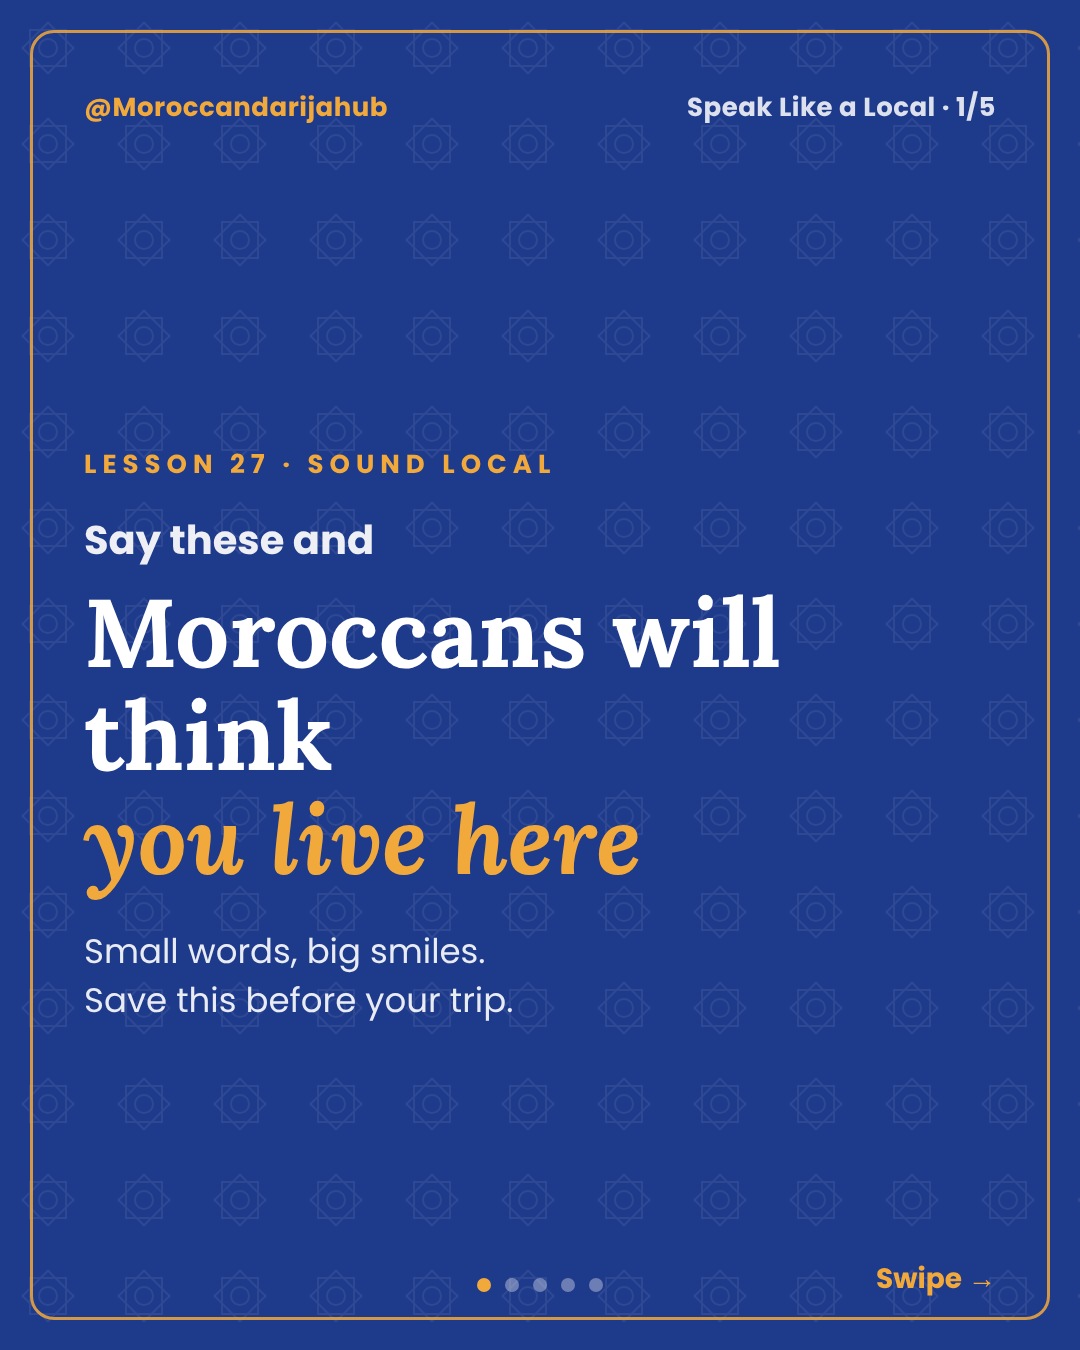 @Moroccandarijahub
Speak Like a Local · 1/5
LESSON 27 · SOUND LOCAL
Say these and
Moroccans will
think
you live here
Small words, big smiles.
Save this before your trip.
Swipe →